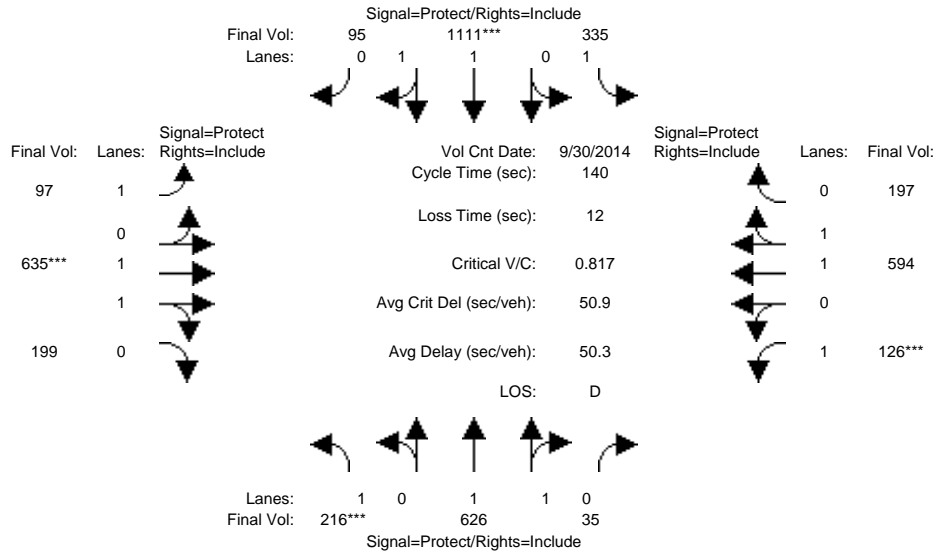 Signal=Protect/Rights=Include
Final Vol: 95 1111*** 335
Lanes: 0 1 1 0 1
Signal=Protect Signal=Protect
Final Vol: Lanes: Rights=Include Vol Cnt Date: 9/30/2014 Rights=Include Lanes: Final Vol:
Cycle Time (sec): 140
97 1 0 197
Loss Time (sec): 12
0 1
635*** 1 Critical V/C: 0.817 1 594
1 Avg Crit Del (sec/veh): 50.9 0
199 0 Avg Delay (sec/veh): 50.3 1 126***
LOS: D
Lanes: 1 0 1 1 0
Final Vol: 216*** 626 35
Signal=Protect/Rights=Include